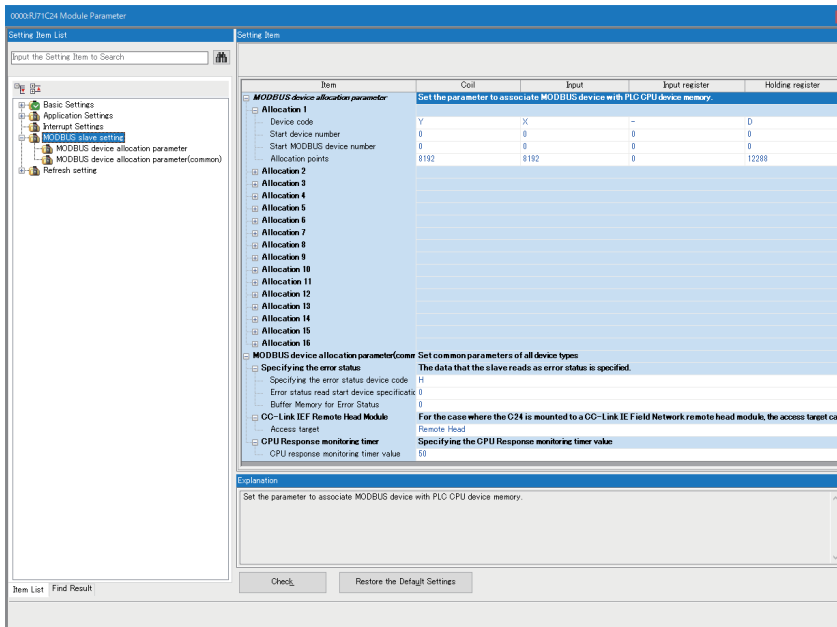 0000:RJ71C24 Module Parameter
Setting Item List
Input the Setting Item to Search
Basic Settings
Application Settings
Interrupt Settings
MODBUS slave setting
MODBUS device allocation parameter
MODBUS device allocation parameter(common)
Refresh setting
Item List Find Result
Setting Item
Item Coil Input Input register Holding register
MODBUS device allocation parameter Set the parameter to associate MODBUS device with PLC CPU device memory.
Allocation 1
Device code Y X - D
Start device number 0 0 0 0
Start MODBUS device number 0 0 0 0
Allocation points 8192 8192 0 12288
Allocation 2
Allocation 3
Allocation 4
Allocation 5
Allocation 6
Allocation 7
Allocation 8
Allocation 9
Allocation 10
Allocation 11
Allocation 12
Allocation 13
Allocation 14
Allocation 15
Allocation 16
MODBUS device allocation parameter(comm Set common parameters of all device types
Specifying the error status The data that the slave reads as error status is specified.
Specifying the error status device code H
Error status read start device specificatic 0
Buffer Memory for Error Status 0
CC-Link IEF Remote Head Module For the case where the C24 is mounted to a CC-Link IE Field Network remote head module, the access target ca
Access target Remote Head
CPU Response monitoring timer Specifying the CPU Response monitoring timer value
CPU response monitoring timer value 50
Explanation
Set the parameter to associate MODBUS device with PLC CPU device memory.
Check Restore the Default Settings